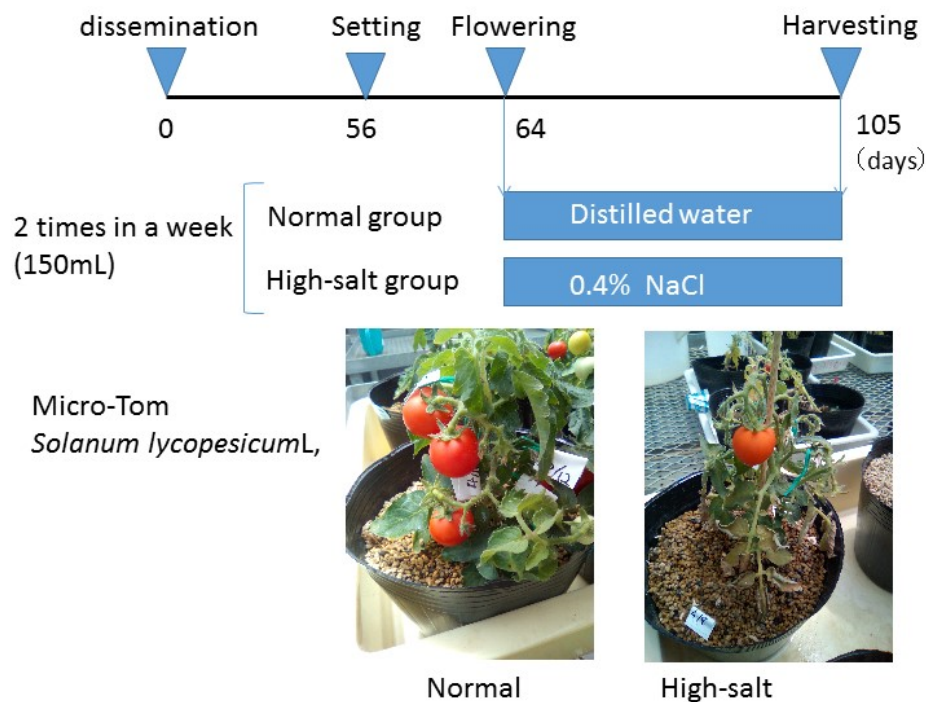 dissemination Setting Flowering Harvesting
0 56 64 105
(days)
2 times in a week
(150mL)
Normal group Distilled water
High-salt group 0.4% NaCl
Micro-Tom
Solanum lycopesicumL,
Normal High-salt